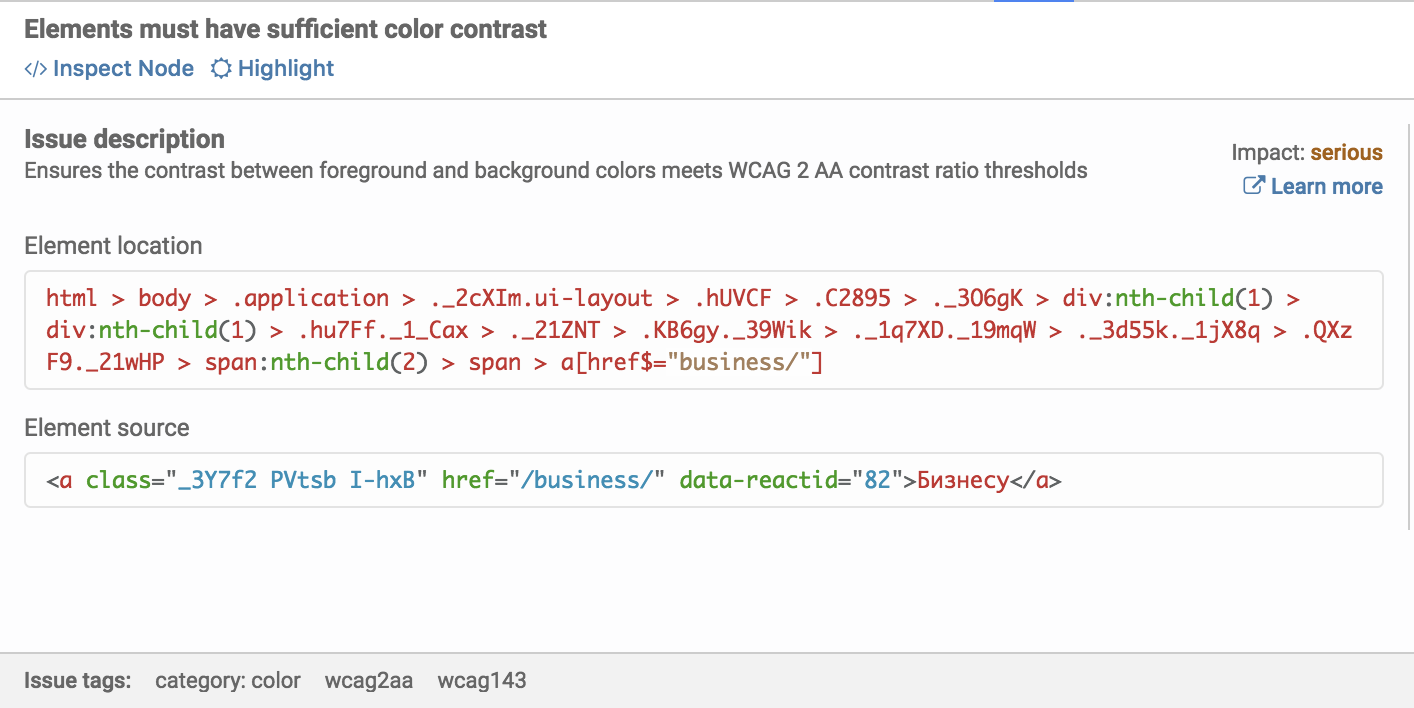 Elements must have sufficient color contrast
</> Inspect Node Highlight
Issue description
Ensures the contrast between foreground and background colors meets WCAG 2 AA contrast ratio thresholds
Impact: serious
Learn more
Element location
html > body > .application > ._2cXIm.ui-layout > .hUVCF > .C2895 > ._3O6gK > div:nth-child(1) >
div:nth-child(1) > .hu7Ff._1_Cax > ._21ZNT > .KB6gy._39Wik > ._1q7XD._19mqW > ._3d55k._1jX8q > .QXz
F9._21wHP > span:nth-child(2) > span > a[href$="business/"]
Element source
<a class="_3Y7f2 PVtsb I-hxB" href="/business/" data-reactid="82">Бизнесу</a>
Issue tags: category: color wcag2aa wcag143